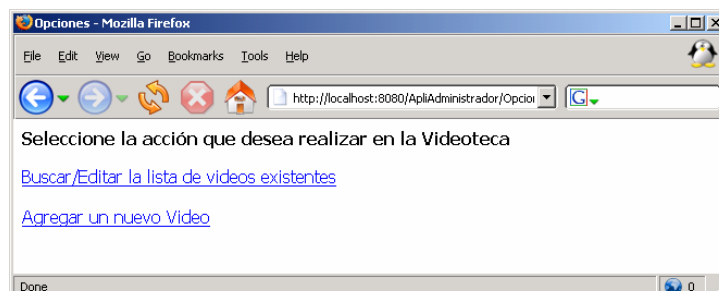 Opciones - Mozilla Firefox
File Edit View Go Bookmarks Tools Help
http://localhost:8080/ApliAdministrador/Opcion
G
Seleccione la acción que desea realizar en la Videoteca
Buscar/Editar la lista de videos existentes
Agregar un nuevo Video
Done 0